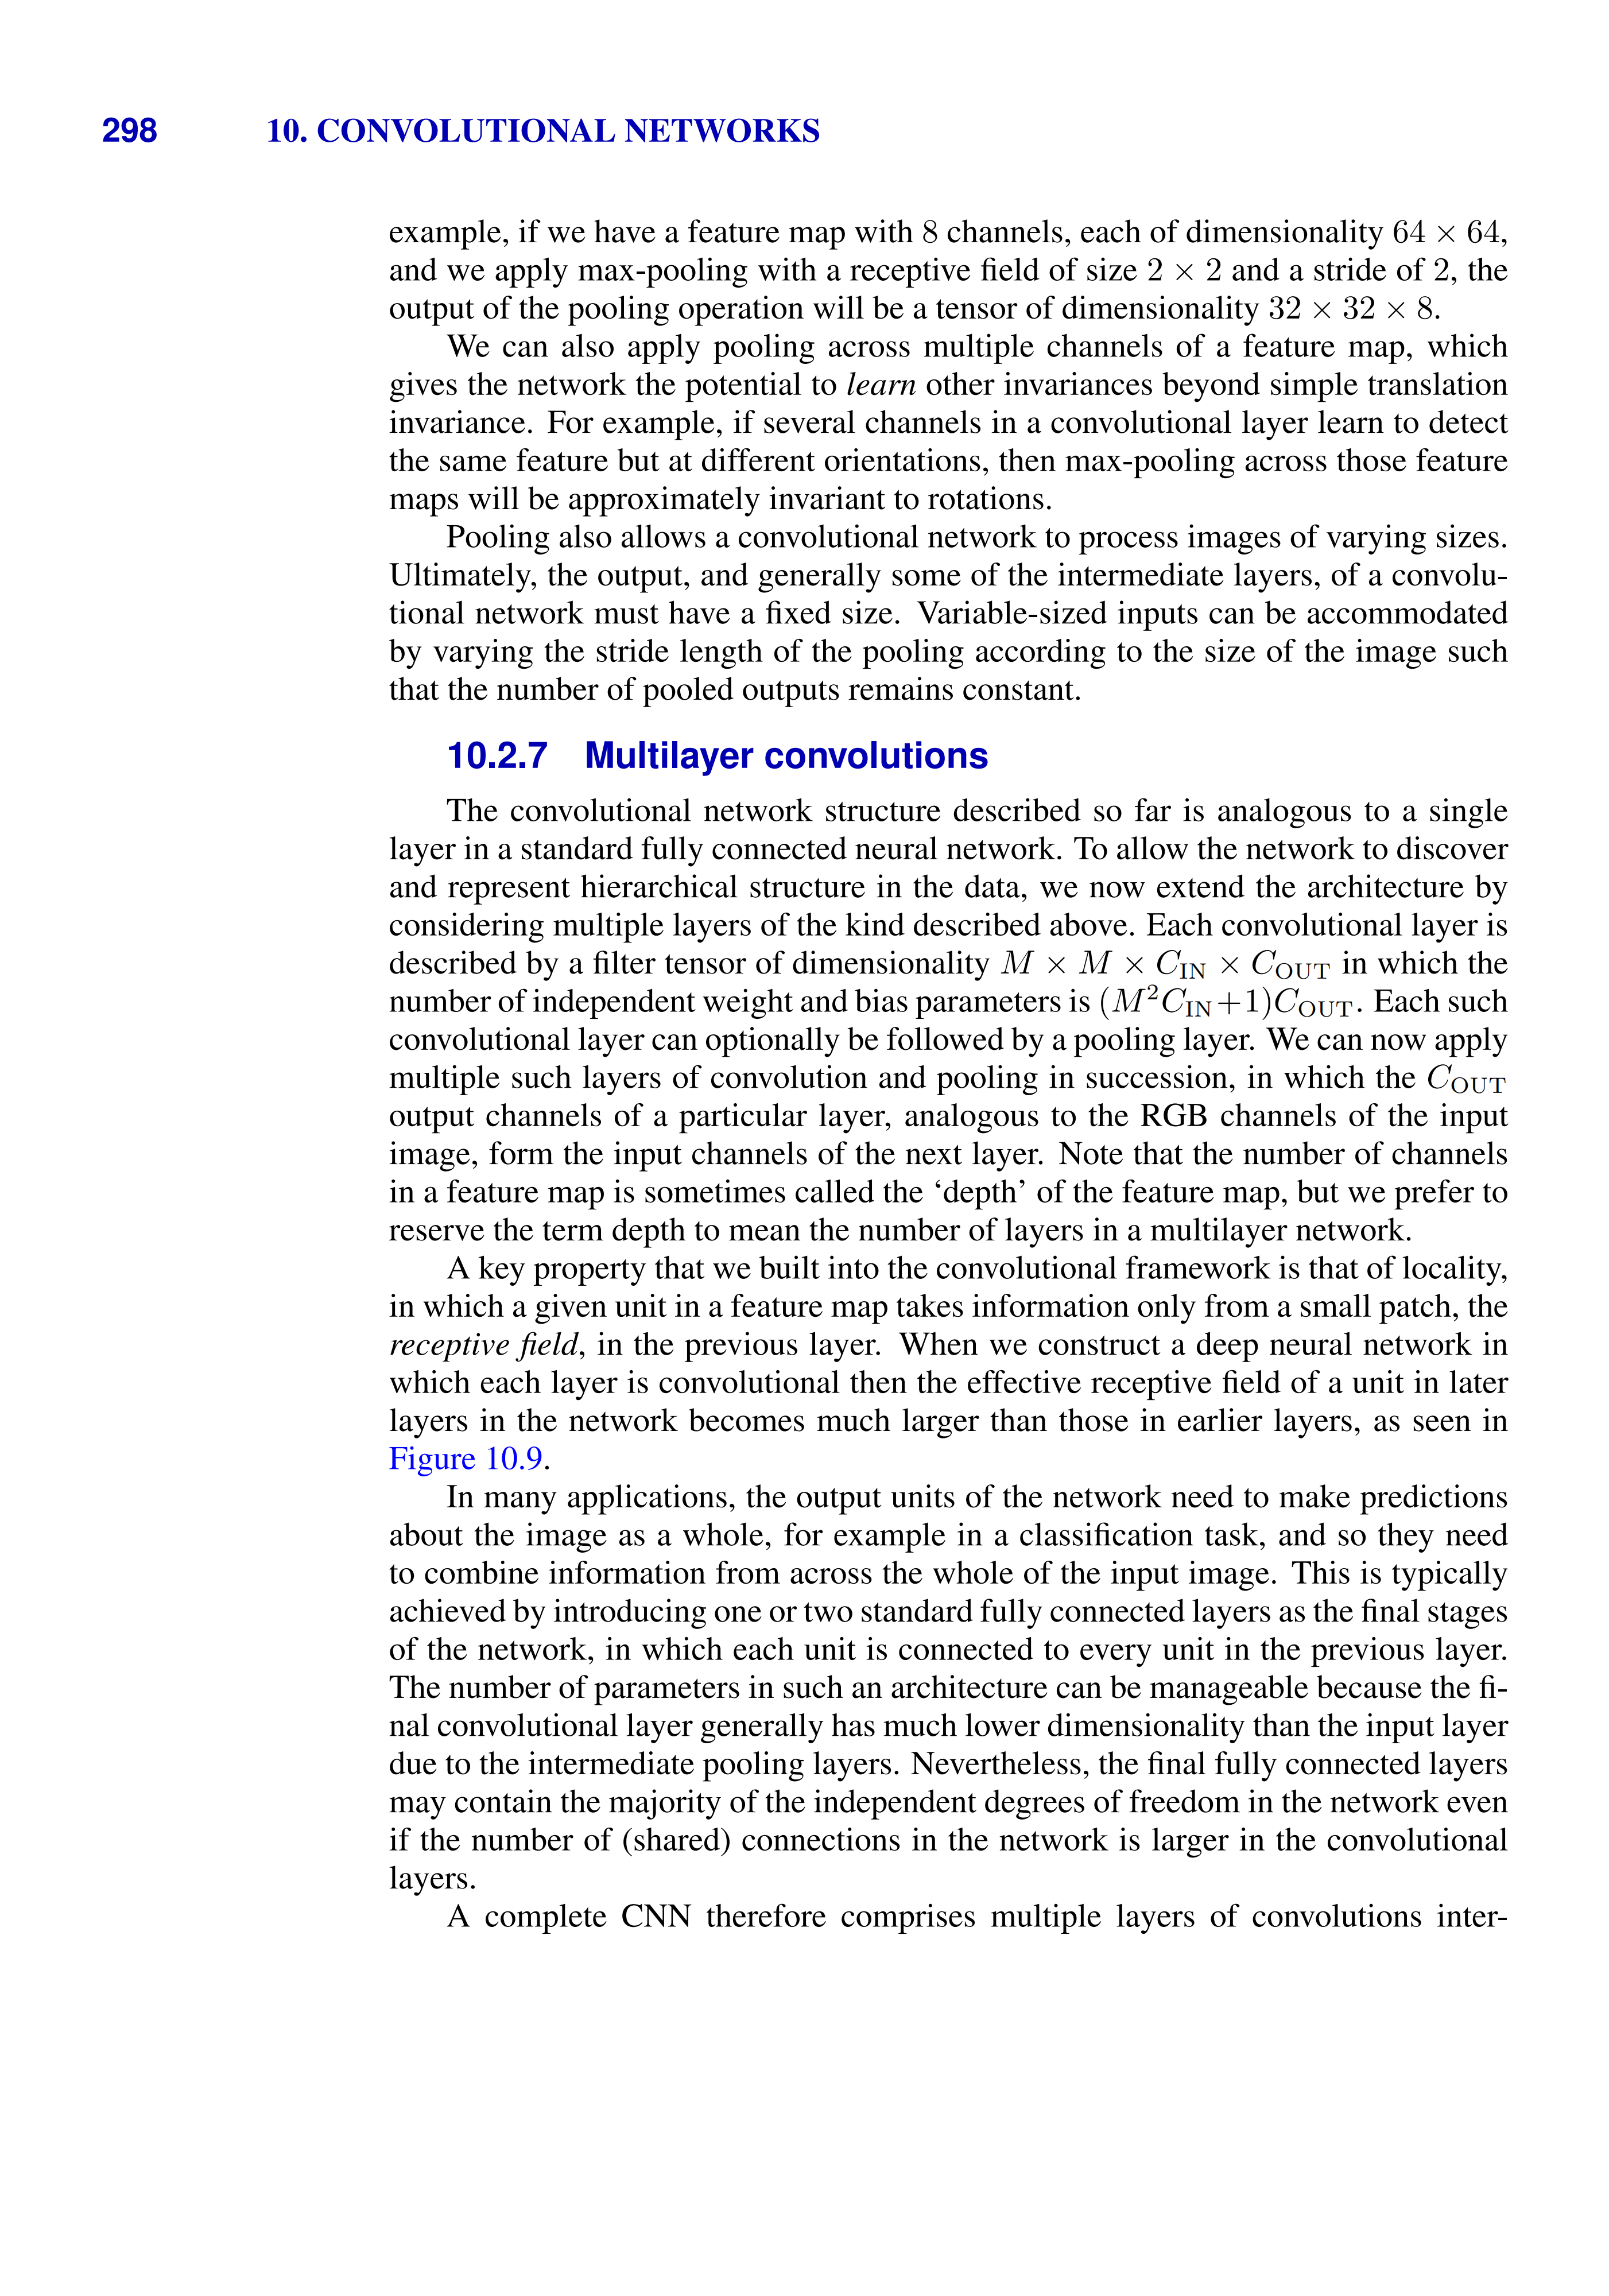 298 10. CONVOLUTIONAL NETWORKS
example, if we have a feature map with 8 channels, each of dimensionality 64 × 64,
and we apply max-pooling with a receptive field of size 2 × 2 and a stride of 2, the
output of the pooling operation will be a tensor of dimensionality 32 × 32 × 8.
We can also apply pooling across multiple channels of a feature map, which
gives the network the potential to learn other invariances beyond simple translation
invariance. For example, if several channels in a convolutional layer learn to detect
the same feature but at different orientations, then max-pooling across those feature
maps will be approximately invariant to rotations.
Pooling also allows a convolutional network to process images of varying sizes.
Ultimately, the output, and generally some of the intermediate layers, of a convolu-
tional network must have a fixed size. Variable-sized inputs can be accommodated
by varying the stride length of the pooling according to the size of the image such
that the number of pooled outputs remains constant.
10.2.7 Multilayer convolutions
The convolutional network structure described so far is analogous to a single
layer in a standard fully connected neural network. To allow the network to discover
and represent hierarchical structure in the data, we now extend the architecture by
considering multiple layers of the kind described above. Each convolutional layer is
described by a filter tensor of dimensionality M × M × C_IN × C_OUT in which the
number of independent weight and bias parameters is (M²C_IN+1)C_OUT. Each such
convolutional layer can optionally be followed by a pooling layer. We can now apply
multiple such layers of convolution and pooling in succession, in which the C_OUT
output channels of a particular layer, analogous to the RGB channels of the input
image, form the input channels of the next layer. Note that the number of channels
in a feature map is sometimes called the ‘depth’ of the feature map, but we prefer to
reserve the term depth to mean the number of layers in a multilayer network.
A key property that we built into the convolutional framework is that of locality,
in which a given unit in a feature map takes information only from a small patch, the
receptive field, in the previous layer. When we construct a deep neural network in
which each layer is convolutional then the effective receptive field of a unit in later
layers in the network becomes much larger than those in earlier layers, as seen in
Figure 10.9.
In many applications, the output units of the network need to make predictions
about the image as a whole, for example in a classification task, and so they need
to combine information from across the whole of the input image. This is typically
achieved by introducing one or two standard fully connected layers as the final stages
of the network, in which each unit is connected to every unit in the previous layer.
The number of parameters in such an architecture can be manageable because the fi-
nal convolutional layer generally has much lower dimensionality than the input layer
due to the intermediate pooling layers. Nevertheless, the final fully connected layers
may contain the majority of the independent degrees of freedom in the network even
if the number of (shared) connections in the network is larger in the convolutional
layers.
A complete CNN therefore comprises multiple layers of convolutions inter-